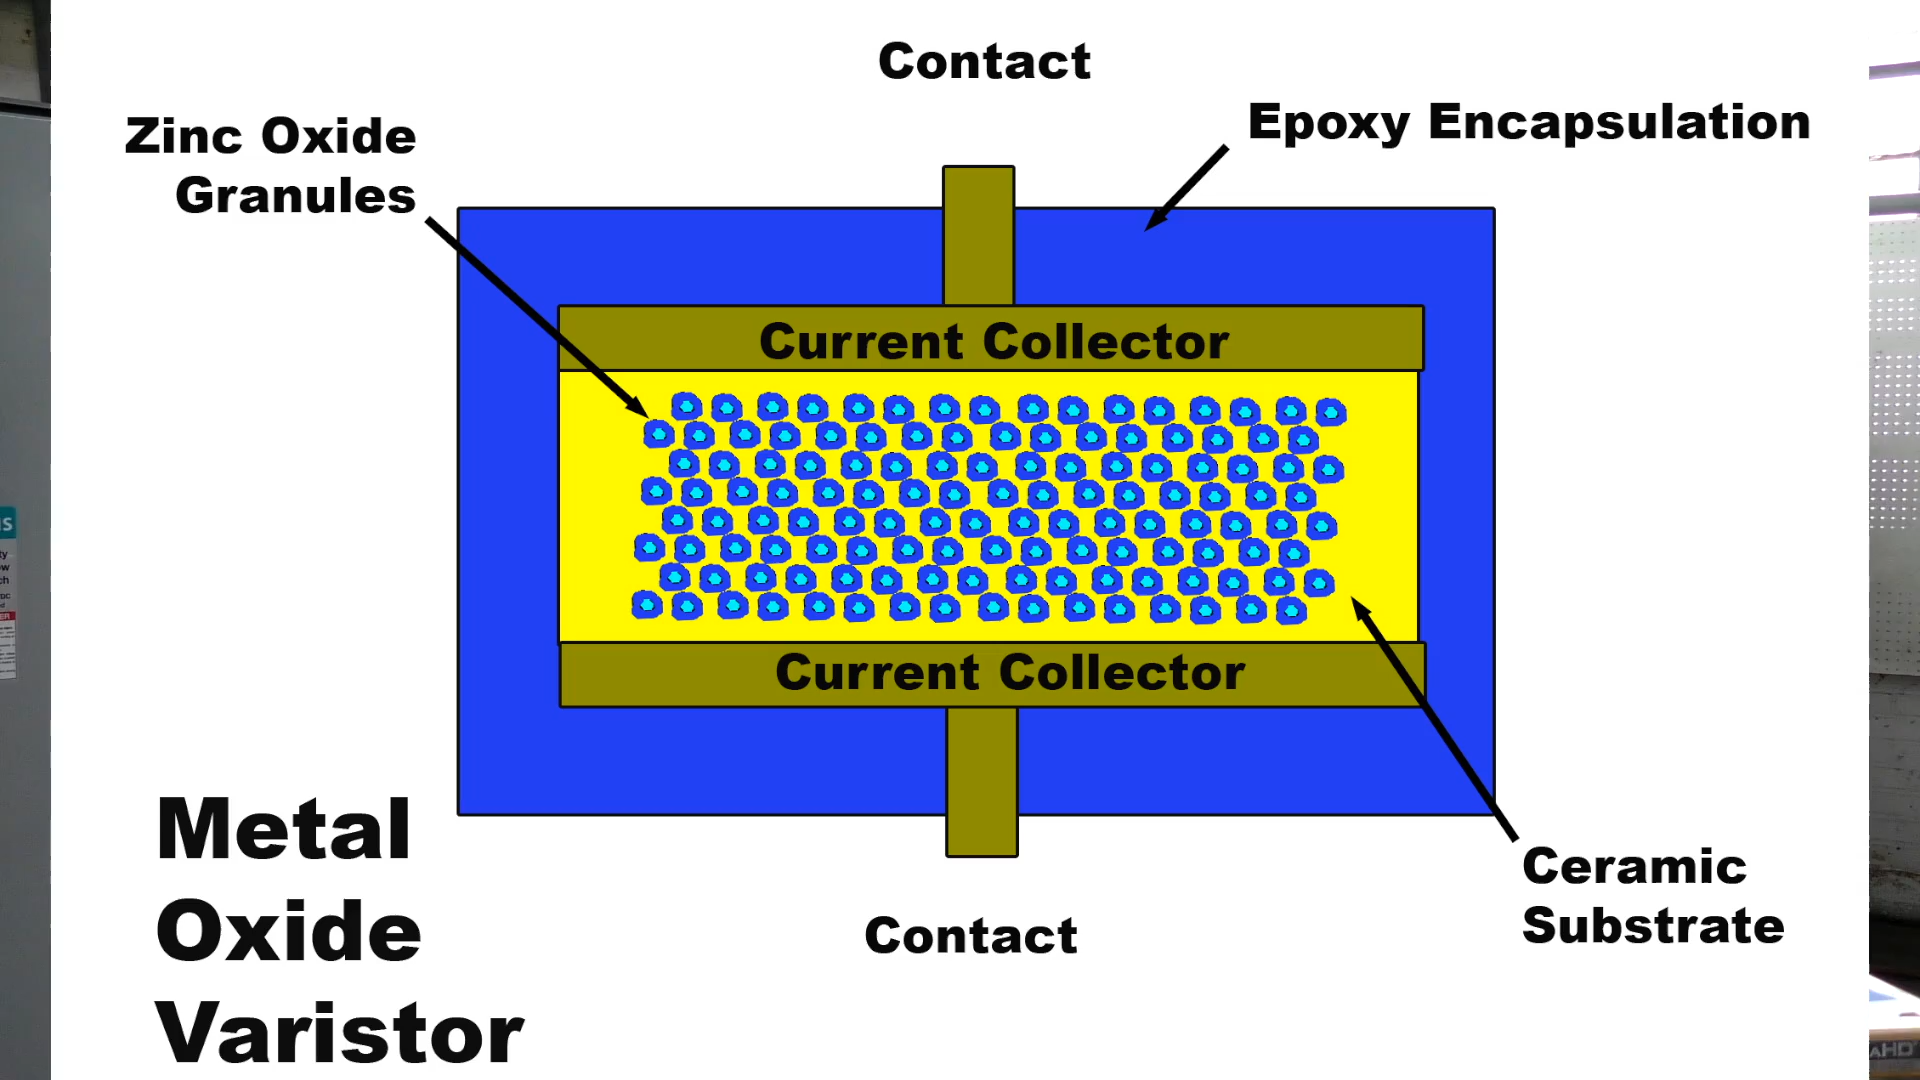 Contact
Zinc Oxide
Granules
Epoxy Encapsulation
Current Collector
Current Collector
Metal
Oxide
Varistor
Contact
Ceramic
Substrate